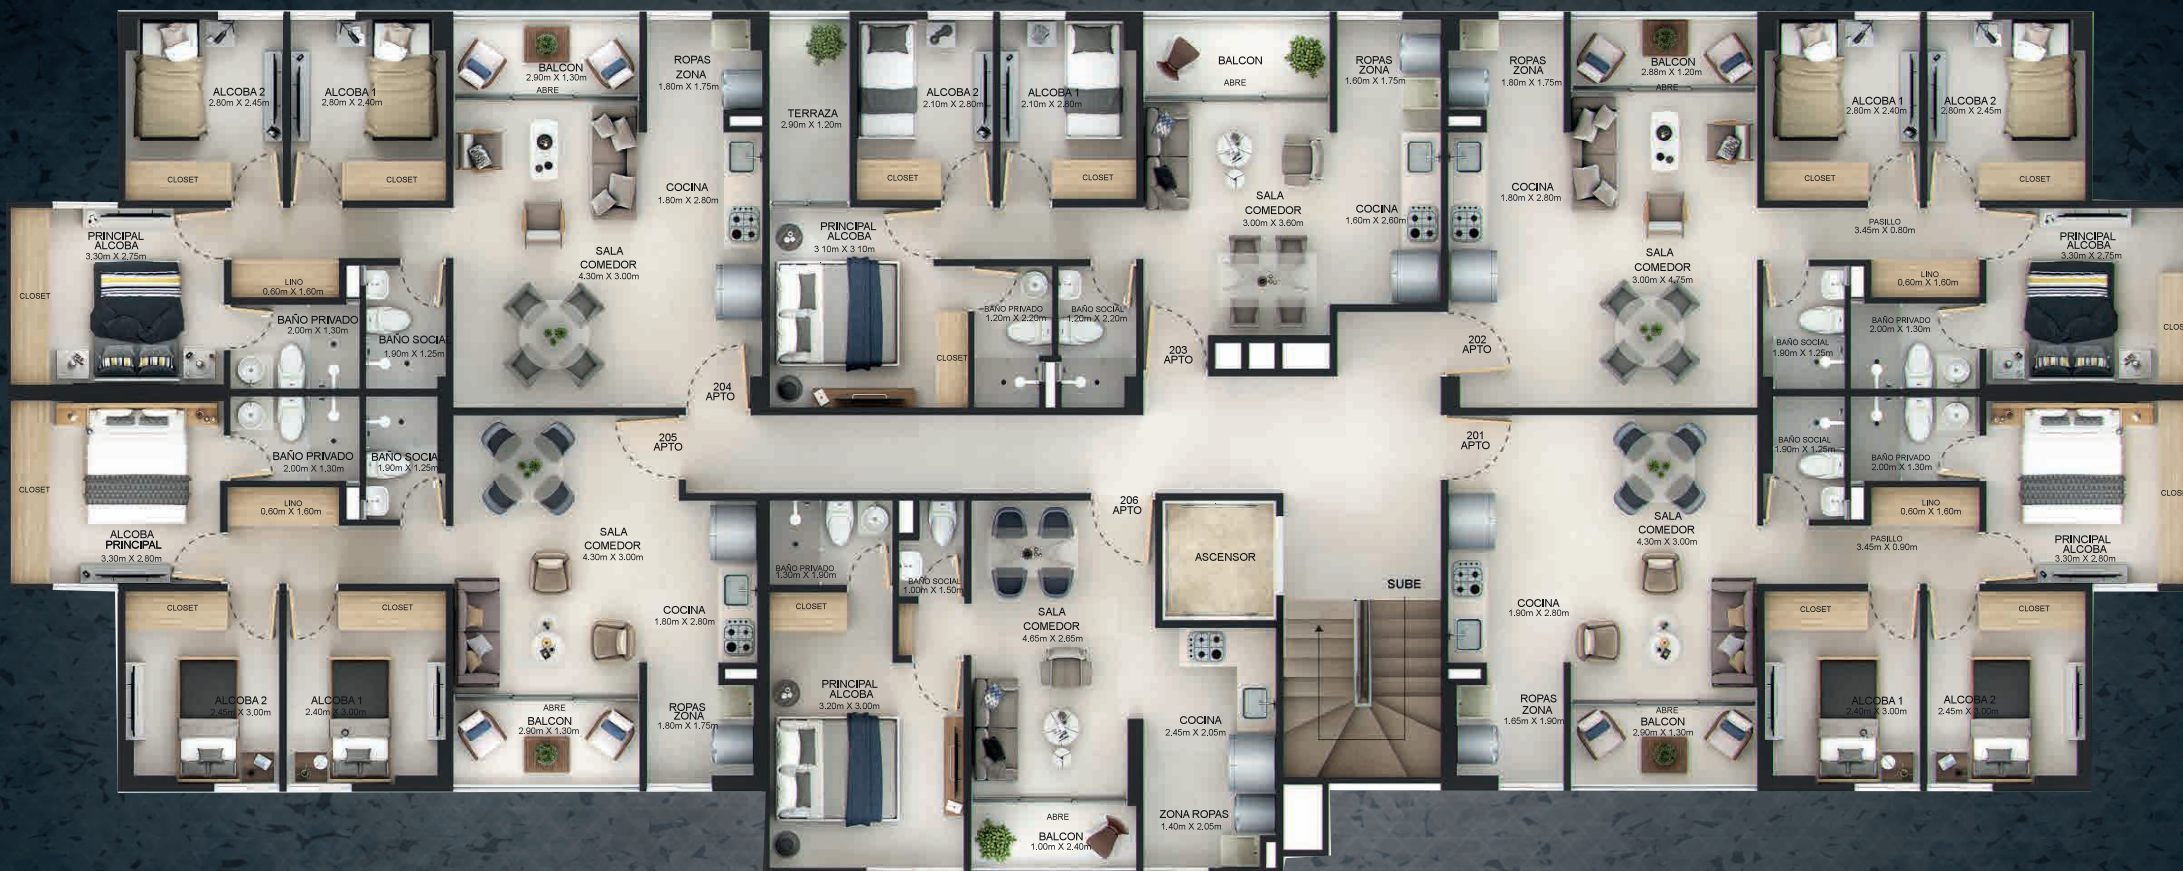 ALCOBA 2
2.80m X 2.45m
ALCOBA 1
2.80m X 2.40m
CLOSET
CLOSET
BALCON
2.90m X 1.30m
ABRE
ROPAS
ZONA
1.80m X 1.75m
COCINA
1.80m X 2.80m
SALA
COMEDOR
4.30m X 3.00m
PRINCIPAL
ALCOBA
3.30m X 2.75m
CLOSET
LINO
0,60m X 1,60m
BAÑO PRIVADO
2.00m X 1,30m
BAÑO SOCIAL
1.90m X 1.25m
204
APTO
TERRAZA
2.90m X 1.20m
ALCOBA 2
2.10m X 2.80m
ALCOBA 1
2.10m X 2.80m
CLOSET
CLOSET
BALCON
ABRE
ROPAS
ZONA
1.60m X 1.75m
SALA
COMEDOR
3.00m X 3.60m
COCINA
1.60m X 2.60m
PRINCIPAL
ALCOBA
3 10m X 3 10m
BAÑO PRIVADO
1.20m X 2.20m
BAÑO SOCIAL
1.20m X 2,20m
CLOSET
203
APTO
ROPAS
ZONA
1.80m X 1.75m
BALCON
2.88m X 1.20m
ABRE
ALCOBA 1
2.80m X 2.40m
ALCOBA 2
2.80m X 2.45m
CLOSET
CLOSET
COCINA
1.80m X 2.80m
SALA
COMEDOR
3.00m X 4,75m
PASILLO
3.45m X 0.80m
PRINCIPAL
ALCOBA
3.30m X 2.75m
LINO
0,60m X 1,60m
BAÑO PRIVADO
2.00m X 1.30m
BAÑO SOCIAL
1.90m X 1.25m
CLOS
202
APTO
205
APTO
BAÑO PRIVADO
2.00m X 1,30m
BAÑO SOCIAL
1.90m X 1.25m
CLOSET
LINO
0,60m X 1,60m
ALCOBA
PRINCIPAL
3.30m X 2.80m
SALA
COMEDOR
4.30m X 3.00m
CLOSET
CLOSET
COCINA
1.80m X 2.80m
ALCOBA 2
2.45m X 3,00m
ALCOBA 1
2.40m X 3.00m
ABRE
BALCON
2.90m X 1.30m
ROPAS
ZONA
1.80m X 1.75m
206
APTO
BAÑO PRIVADO
1.30m X 1.90m
BAÑO SOCIAL
1.00m X 1.50m
CLOSET
SALA
COMEDOR
4.65m X 2,65m
ASCENSOR
SUBE
PRINCIPAL
ALCOBA
3.20m X 3.00m
COCINA
2.45m X 2.05m
ZONA ROPAS
1.40m X 2.05m
ABRE
BALCON
1.00m X 2,40m
201
APTO
BAÑO SOCIAL
1.90m X 1.25m
BAÑO PRIVADO
2.00m X 1.30m
CLOS
LINO
0,60m X 1,60m
SALA
COMEDOR
4.30m X 3.00m
PASILLO
3.45m X 0.90m
PRINCIPAL
ALCOBA
3.30m X 2.80m
COCINA
1.90m X 2.80m
CLOSET
CLOSET
ROPAS
ZONA
1.65m X 1.90m
ABRE
BALCON
2.90m X 1,30m
ALCOBA 1
2.40m X 3.00m
ALCOBA 2
2.45m X 3.00m